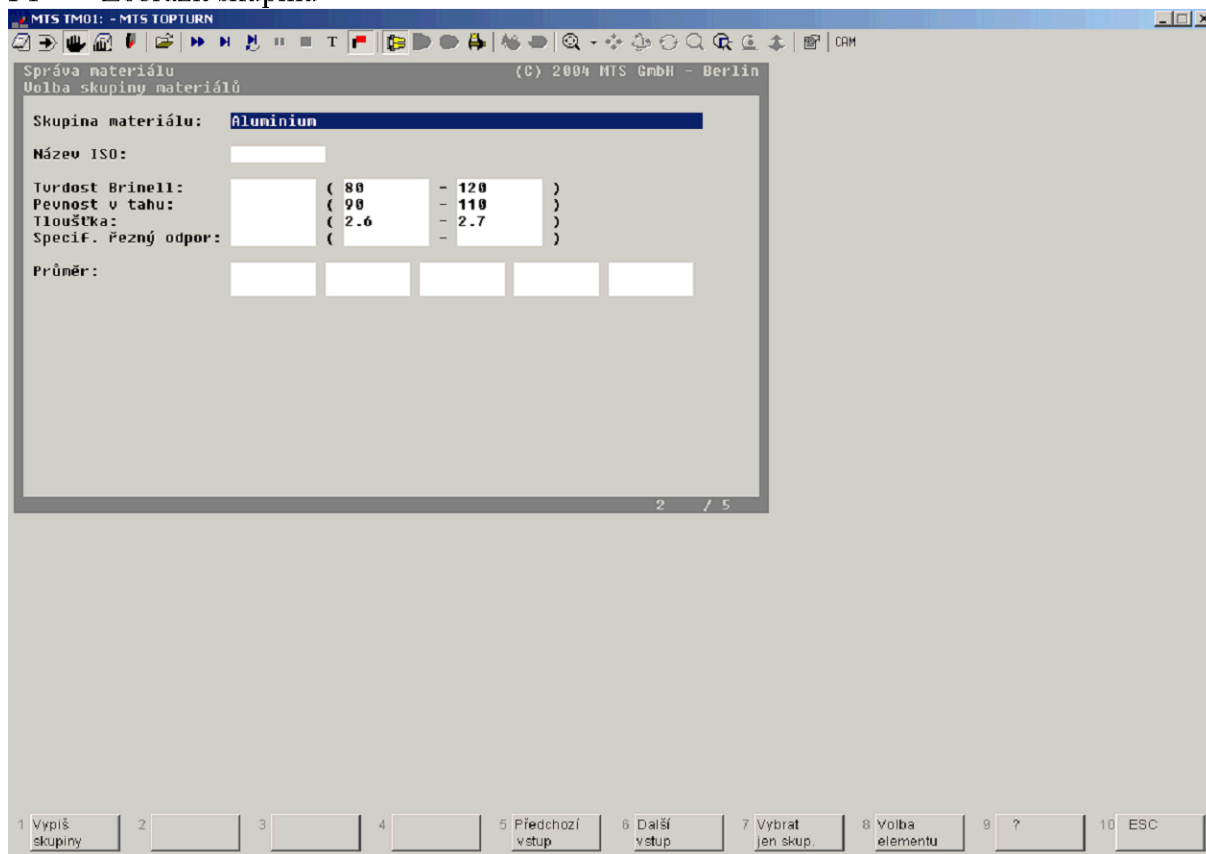 MTS TM01: - MTS TOPTURN
T CAM
Správa materiálu (C) 2004 MTS GmbH - Berlin
Volba skupiny materiálů
Skupina materiálu: Aluminium
Název ISO:
Tvrdost Brinell: ( 80 - 120 )
Pevnost v tahu: ( 90 - 110 )
Tloušťka: ( 2.6 - 2.7 )
Specif. řezný odpor: ( - )
Průměr:
2 / 5
1 Vypiš skupiny 2 3 4 5 Předchozí vstup 6 Další vstup 7 Vybrat jen skup. 8 Volba elementu 9 ? 10 ESC